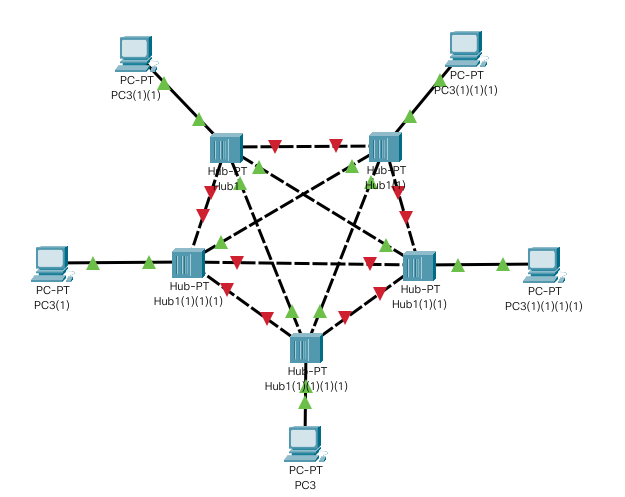 PC-PT
PC3(1)(1)
PC-PT
PC3(1)(1)(1)
Hub-PT
Hub1
Hub-PT
Hub1(1)
PC-PT
PC3(1)
Hub-PT
Hub1(1)(1)(1)
Hub-PT
Hub1(1)(1)
PC-PT
PC3(1)(1)(1)(1)
Hub-PT
Hub1(1)(1)(1)(1)
PC-PT
PC3